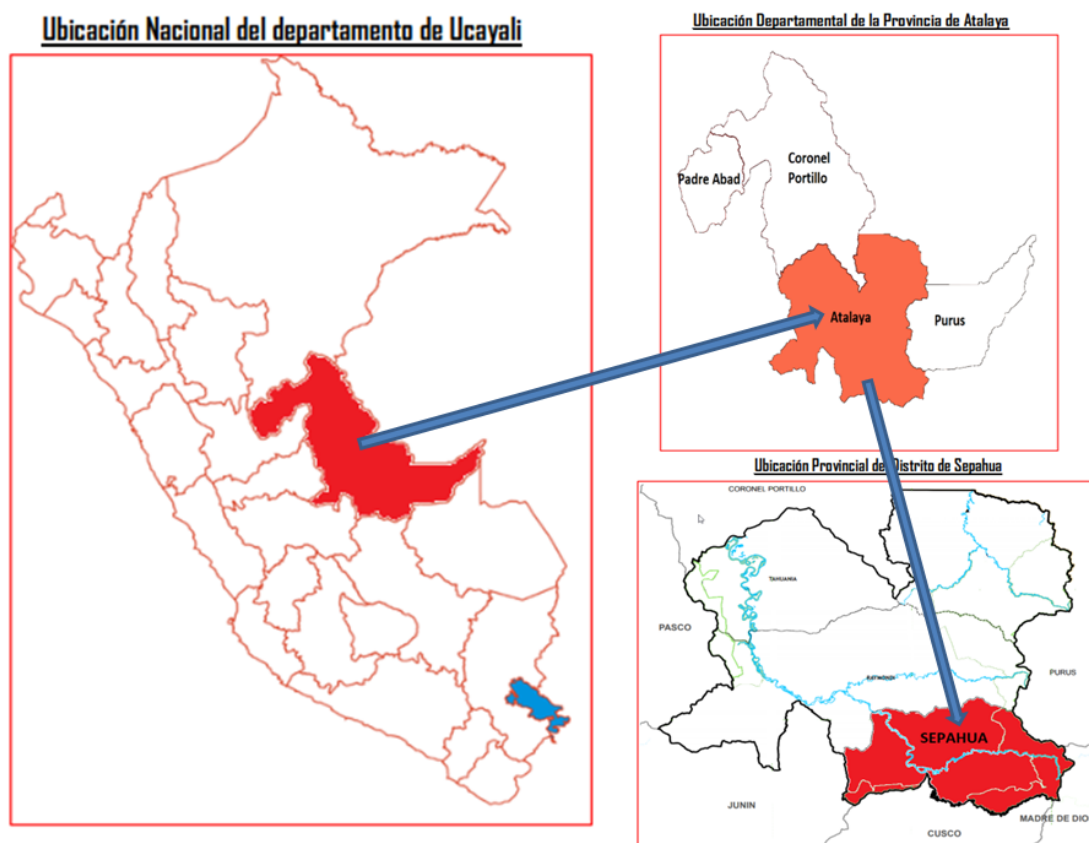 Ubicación Nacional del departamento de Ucayali
Ubicación Departamental de la Provincia de Atalaya
Padre Abad
Coronel
Portillo
Atalaya
Purus
Ubicación Provincial del Distrito de Sepahua
CORONEL PORTILLO
TAHUANIA
PASCO
RAYMONDI
PURUS
SEPAHUA
JUNIN
MADRE DE DIO
CUSCO